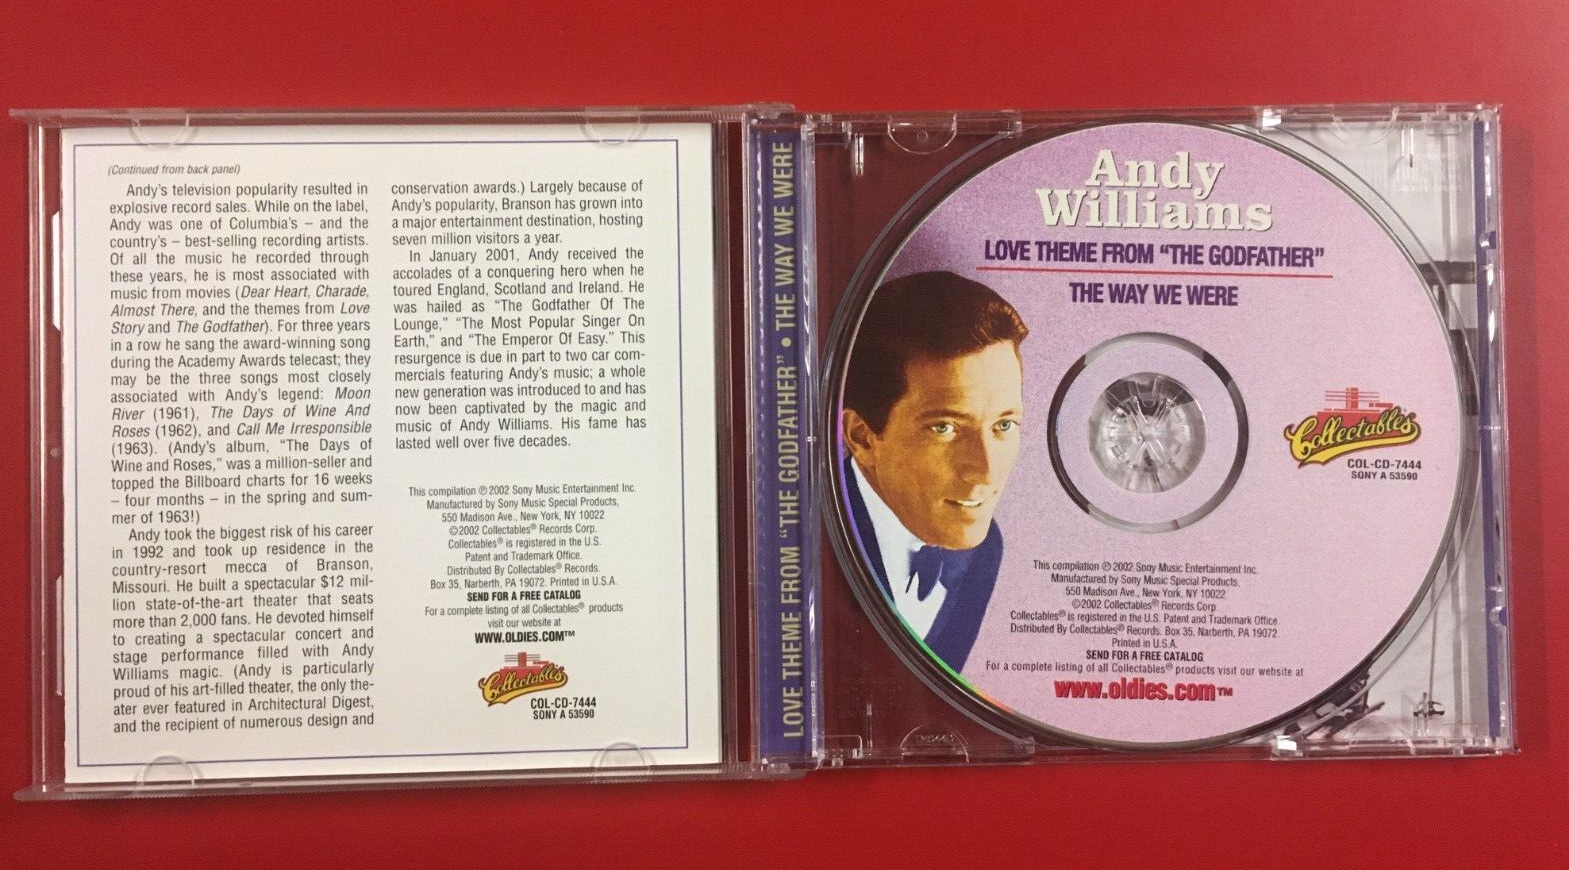 (Continued from back panel)
Andy's television popularity resulted in
explosive record sales. While on the label,
Andy was one of Columbia's – and the
country's – best-selling recording artists.
Of all the music he recorded through
these years, he is most associated with
music from movies (Dear Heart, Charade,
Almost There, and the themes from Love
Story and The Godfather). For three years
in a row he sang the award-winning song
during the Academy Awards telecast; they
may be the three songs most closely
associated with Andy's legend: Moon
River (1961), The Days of Wine And
Roses (1962), and Call Me Irresponsible
(1963). (Andy's album, "The Days of
Wine and Roses," was a million-seller and
topped the Billboard charts for 16 weeks
– four months – in the spring and sum-
mer of 1963!)
Andy took the biggest risk of his career
in 1992 and took up residence in the
country-resort mecca of Branson,
Missouri. He built a spectacular $12 mil-
lion state-of-the-art theater that seats
more than 2,000 fans. He devoted himself
to creating a spectacular concert and
stage performance filled with Andy
Williams magic. (Andy is particularly
proud of his art-filled theater, the only the-
ater ever featured in Architectural Digest,
and the recipient of numerous design and
conservation awards.) Largely because of
Andy's popularity, Branson has grown into
a major entertainment destination, hosting
seven million visitors a year.
In January 2001, Andy received the
accolades of a conquering hero when he
toured England, Scotland and Ireland. He
was hailed as "The Godfather Of The
Lounge," "The Most Popular Singer On
Earth," and "The Emperor Of Easy." This
resurgence is due in part to two car com-
mercials featuring Andy's music; a whole
new generation was introduced to and has
now been captivated by the magic and
music of Andy Williams. His fame has
lasted well over five decades.
This compilation ℗ 2002 Sony Music Entertainment Inc.
Manufactured by Sony Music Special Products,
550 Madison Ave., New York, NY 10022
©2002 Collectables® Records Corp.
Collectables® is registered in the U.S.
Patent and Trademark Office.
Distributed By Collectables® Records.
Box 35, Narberth, PA 19072. Printed in U.S.A.
SEND FOR A FREE CATALOG
For a complete listing of all Collectables® products
visit our website at
WWW.OLDIES.COM™
Collectables
COL-CD-7444
SONY A 53590
LOVE THEME FROM "THE GODFATHER" • THE WAY WE WERE
Andy
Williams
LOVE THEME FROM "THE GODFATHER"
THE WAY WE WERE
Collectables
COL-CD-7444
SONY A 53590
This compilation ℗ 2002 Sony Music Entertainment Inc.
Manufactured by Sony Music Special Products,
550 Madison Ave., New York, NY 10022
©2002 Collectables® Records Corp.
Collectables® is registered in the U.S. Patent and Trademark Office.
Distributed By Collectables® Records. Box 35, Narberth, PA 19072
Printed in U.S.A.
SEND FOR A FREE CATALOG
For a complete listing of all Collectables® products visit our website at
www.oldies.com™